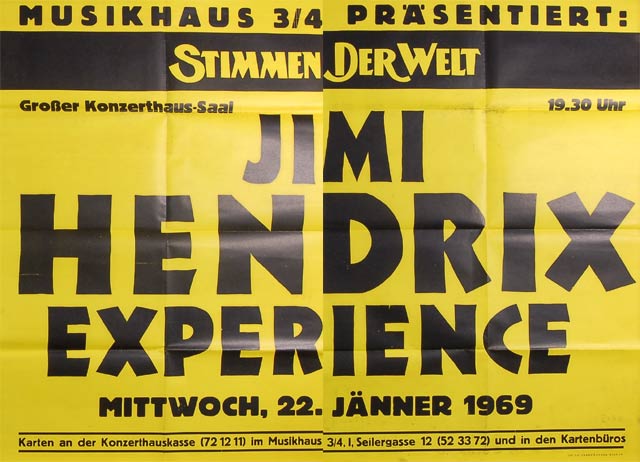 MUSIKHAUS 3/4 PRÄSENTIERT:
STIMMEN DER WELT
Großer Konzerthaus-Saal 19.30 Uhr
JIMI
HENDRIX
EXPERIENCE
MITTWOCH, 22. JÄNNER 1969
Karten an der Konzerthauskasse (72 12 11) im Musikhaus 3/4, I, Seilergasse 12 (52 33 72) und in den Kartenbüros